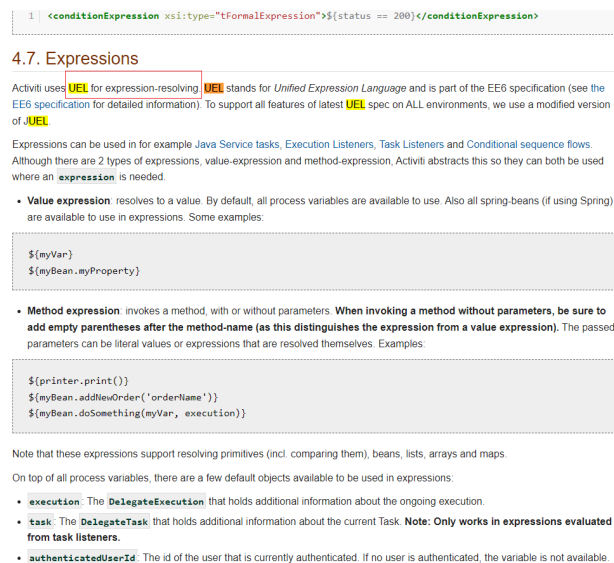 1 <conditionExpression xsi:type="tFormalExpression">${status == 200}</conditionExpression>
4.7. Expressions
Activiti uses UEL for expression-resolving. UEL stands for Unified Expression Language and is part of the EE6 specification (see the
EE6 specification for detailed information). To support all features of latest UEL spec on ALL environments, we use a modified version
of JUEL.
Expressions can be used in for example Java Service tasks, Execution Listeners, Task Listeners and Conditional sequence flows.
Although there are 2 types of expressions, value-expression and method-expression, Activiti abstracts this so they can both be used
where an expression is needed.
• Value expression: resolves to a value. By default, all process variables are available to use. Also all spring-beans (if using Spring)
are available to use in expressions. Some examples:
${myVar}
${myBean.myProperty}
• Method expression: invokes a method, with or without parameters. When invoking a method without parameters, be sure to
add empty parentheses after the method-name (as this distinguishes the expression from a value expression). The passed
parameters can be literal values or expressions that are resolved themselves. Examples:
${printer.print()}
${myBean.addNewOrder('orderName')}
${myBean.doSomething(myVar, execution)}
Note that these expressions support resolving primitives (incl. comparing them), beans, lists, arrays and maps.
On top of all process variables, there are a few default objects available to be used in expressions:
• execution: The DelegateExecution that holds additional information about the ongoing execution.
• task: The DelegateTask that holds additional information about the current Task. Note: Only works in expressions evaluated
from task listeners.
• authenticatedUserId: The id of the user that is currently authenticated. If no user is authenticated, the variable is not available.